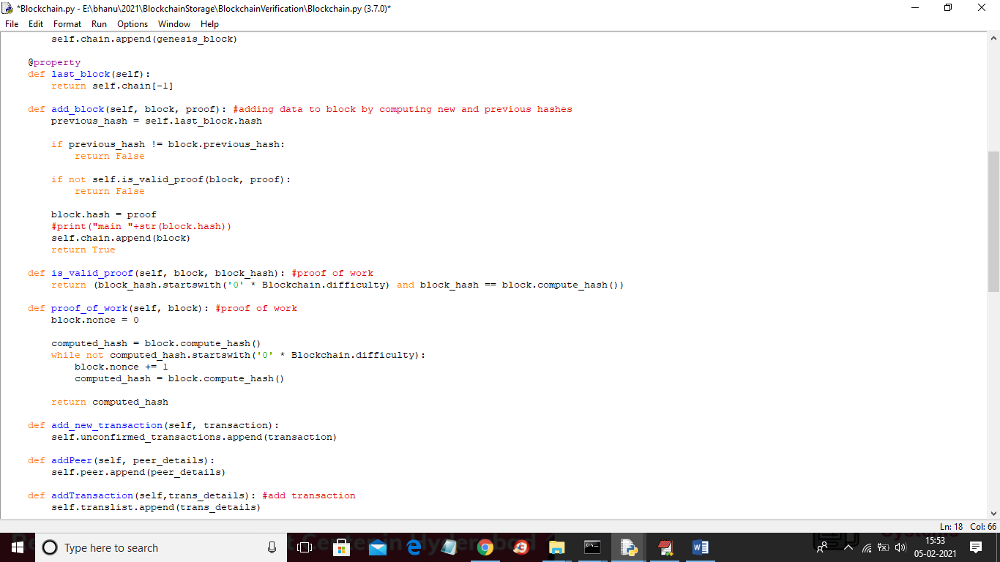 *Blockchain.py - E:\bhanu\2021\BlockchainStorage\BlockchainVerification\Blockchain.py (3.7.0)*
File Edit Format Run Options Window Help
        self.chain.append(genesis_block)

    @property
    def last_block(self):
        return self.chain[-1]

    def add_block(self, block, proof): #adding data to block by computing new and previous hashes
        previous_hash = self.last_block.hash

        if previous_hash != block.previous_hash:
            return False

        if not self.is_valid_proof(block, proof):
            return False

        block.hash = proof
        #print("main "+str(block.hash))
        self.chain.append(block)
        return True

    def is_valid_proof(self, block, block_hash): #proof of work
        return (block_hash.startswith('0' * Blockchain.difficulty) and block_hash == block.compute_hash())

    def proof_of_work(self, block): #proof of work
        block.nonce = 0

        computed_hash = block.compute_hash()
        while not computed_hash.startswith('0' * Blockchain.difficulty):
            block.nonce += 1
            computed_hash = block.compute_hash()

        return computed_hash

    def add_new_transaction(self, transaction):
        self.unconfirmed_transactions.append(transaction)

    def addPeer(self, peer_details):
        self.peer.append(peer_details)

    def addTransaction(self,trans_details): #add transaction
        self.translist.append(trans_details)
Ln: 18 Col: 66
Type here to search
15:53
05-02-2021